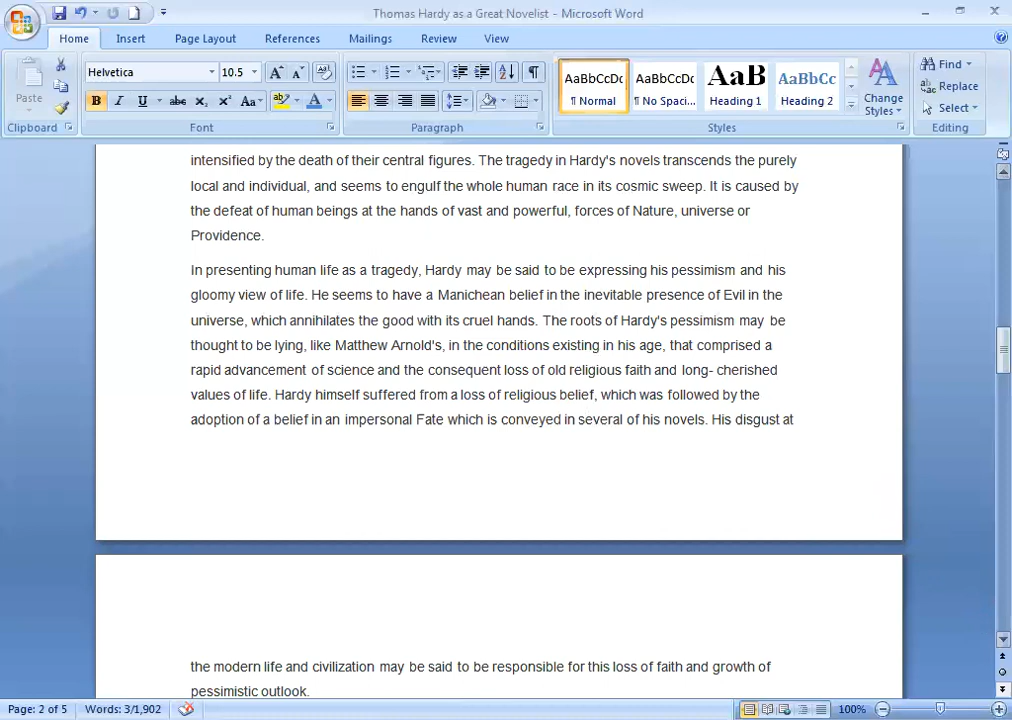 Thomas Hardy as a Great Novelist – Microsoft Word
Home Insert Page Layout References Mailings Review View
Paste
Clipboard
Helvetica 10.5
B I U abc x₂ x² Aa A
Font
Paragraph
AaBbCcDc AaBbCcDc AaB AaBbCc
¶ Normal ¶ No Spaci... Heading 1 Heading 2
Styles
Change Styles
Find
Replace
Select
Editing
intensified by the death of their central figures. The tragedy in Hardy's novels transcends the purely
local and individual, and seems to engulf the whole human race in its cosmic sweep. It is caused by
the defeat of human beings at the hands of vast and powerful, forces of Nature, universe or
Providence.
In presenting human life as a tragedy, Hardy may be said to be expressing his pessimism and his
gloomy view of life. He seems to have a Manichean belief in the inevitable presence of Evil in the
universe, which annihilates the good with its cruel hands. The roots of Hardy's pessimism may be
thought to be lying, like Matthew Arnold's, in the conditions existing in his age, that comprised a
rapid advancement of science and the consequent loss of old religious faith and long- cherished
values of life. Hardy himself suffered from a loss of religious belief, which was followed by the
adoption of a belief in an impersonal Fate which is conveyed in several of his novels. His disgust at
the modern life and civilization may be said to be responsible for this loss of faith and growth of
pessimistic outlook.
Page: 2 of 5 Words: 3/1,902 100%